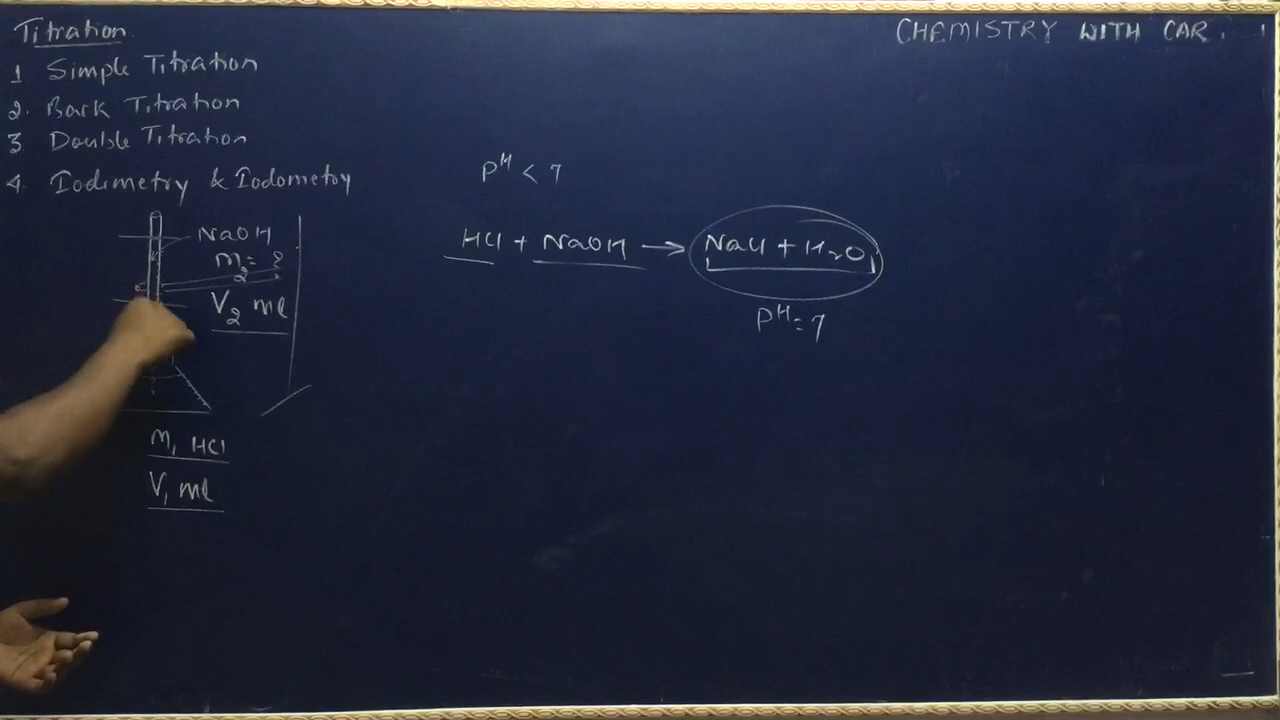 Titration
CHEMISTRY WITH CAR.
1 Simple Titration
2. Back Titration
3 Double Titration
4. Iodimetry & Iodometry
pH < 7
NaOH
M2 = ?
V2 ml
HCl + NaOH → NaCl + H2O
pH = 7
M1 HCl
V1 ml